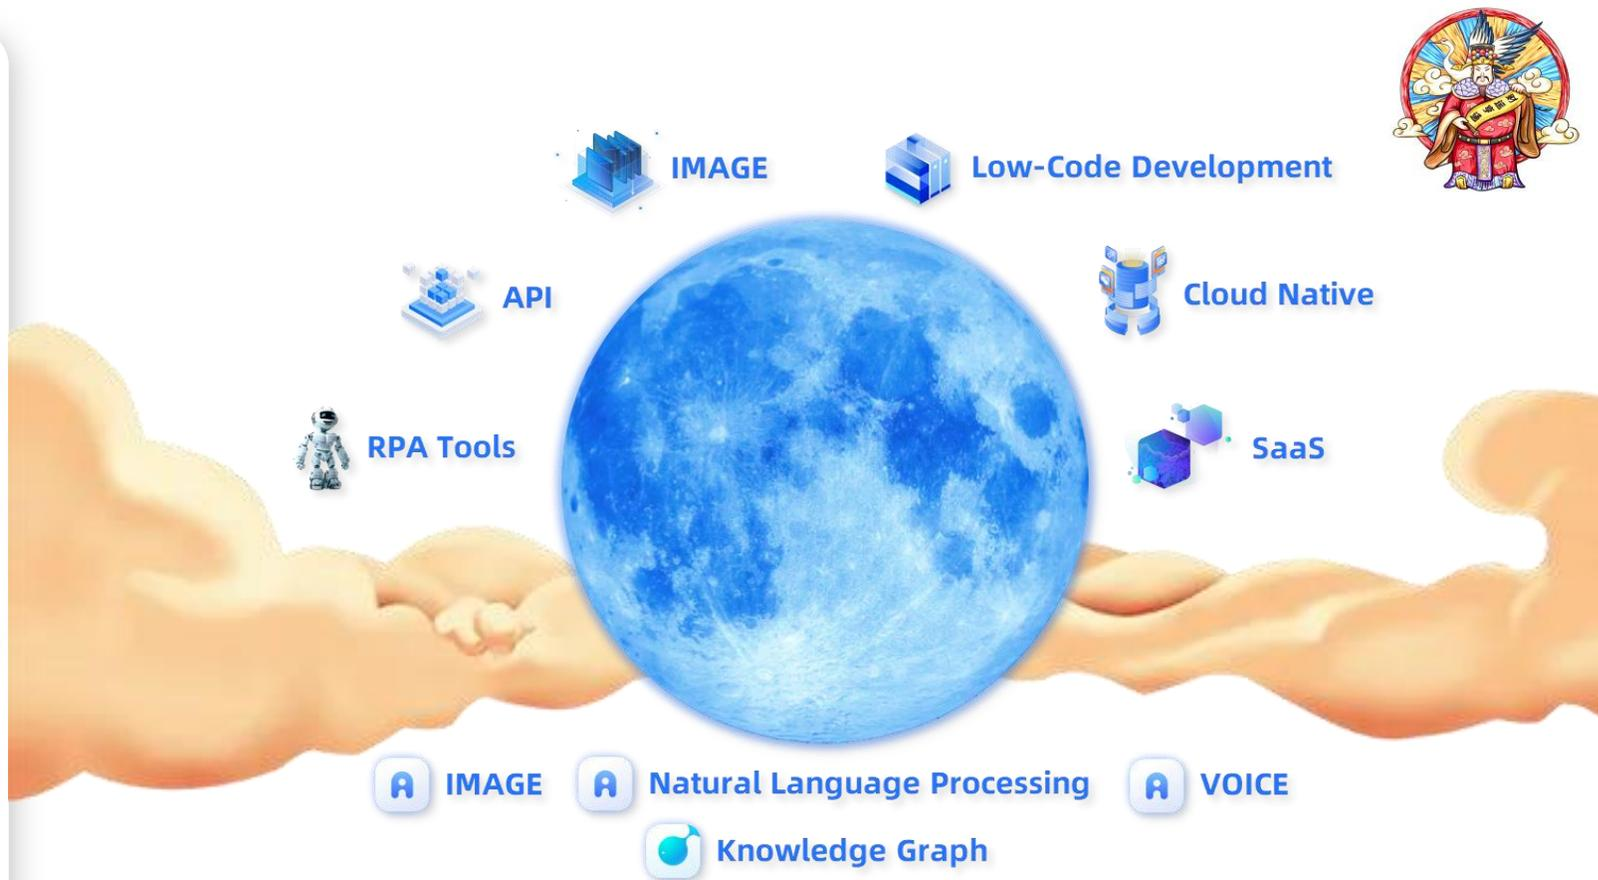 IMAGE
Low-Code Development
API
Cloud Native
RPA Tools
SaaS
IMAGE
Natural Language Processing
VOICE
Knowledge Graph